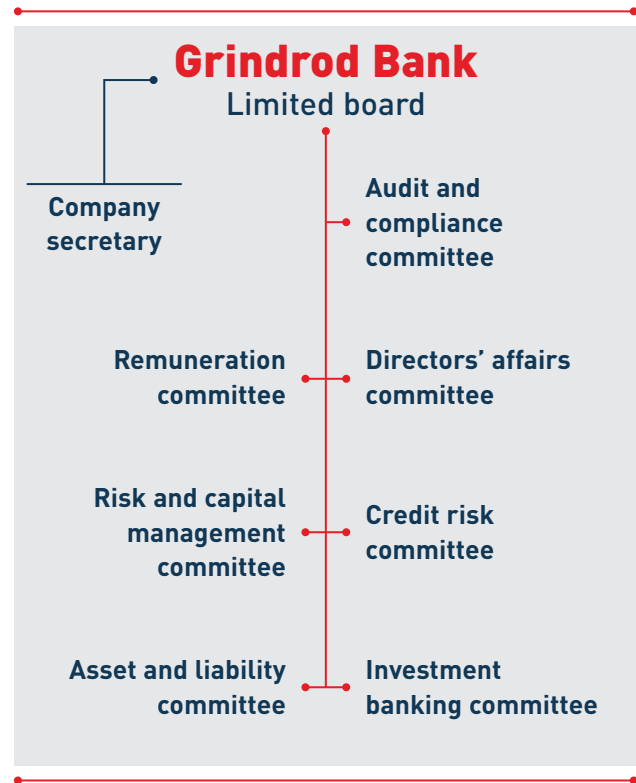 Grindrod Bank
Limited board
Company
secretary
Audit and
compliance
committee
Remuneration
committee
Directors’ affairs
committee
Risk and capital
management
committee
Credit risk
committee
Asset and liability
committee
Investment
banking committee